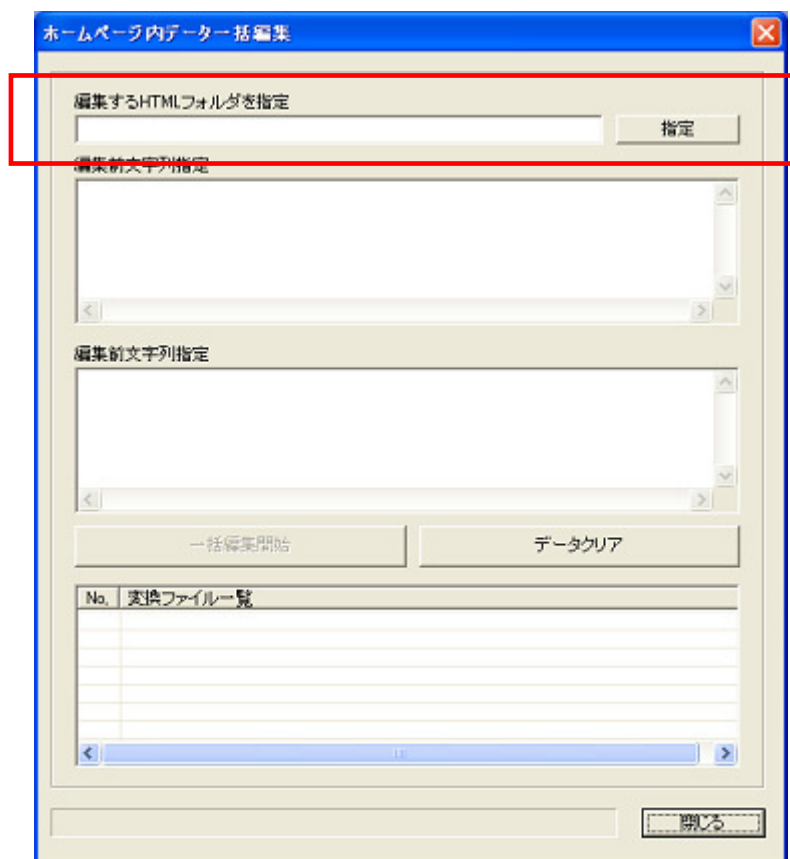 ホームページ内データ一括編集
編集するHTMLフォルダを指定
指定
編集前文字列指定
編集前文字列指定
一括編集開始
データクリア
No. 変換ファイル一覧
閉じる